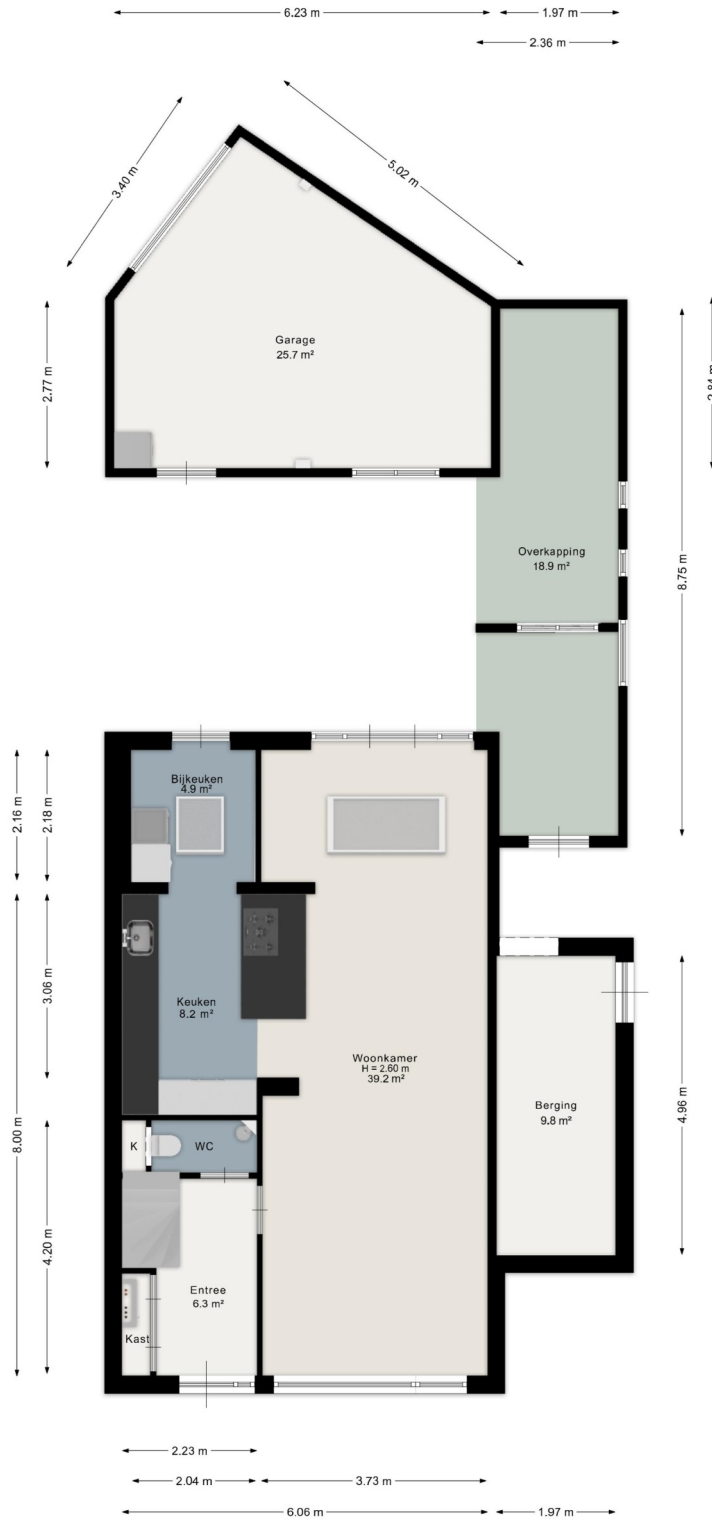 6.23 m
1.97 m
2.36 m
3.40 m
5.02 m
2.77 m
Garage
25.7 m²
2.84 m
Overkapping
18.9 m²
8.75 m
2.16 m
2.18 m
Bijkeuken
4.9 m²
3.06 m
Keuken
8.2 m²
Woonkamer
H = 2.60 m
39.2 m²
Berging
9.8 m²
4.96 m
8.00 m
K
WC
4.20 m
Entree
6.3 m²
Kast
2.23 m
2.04 m
3.73 m
6.06 m
1.97 m